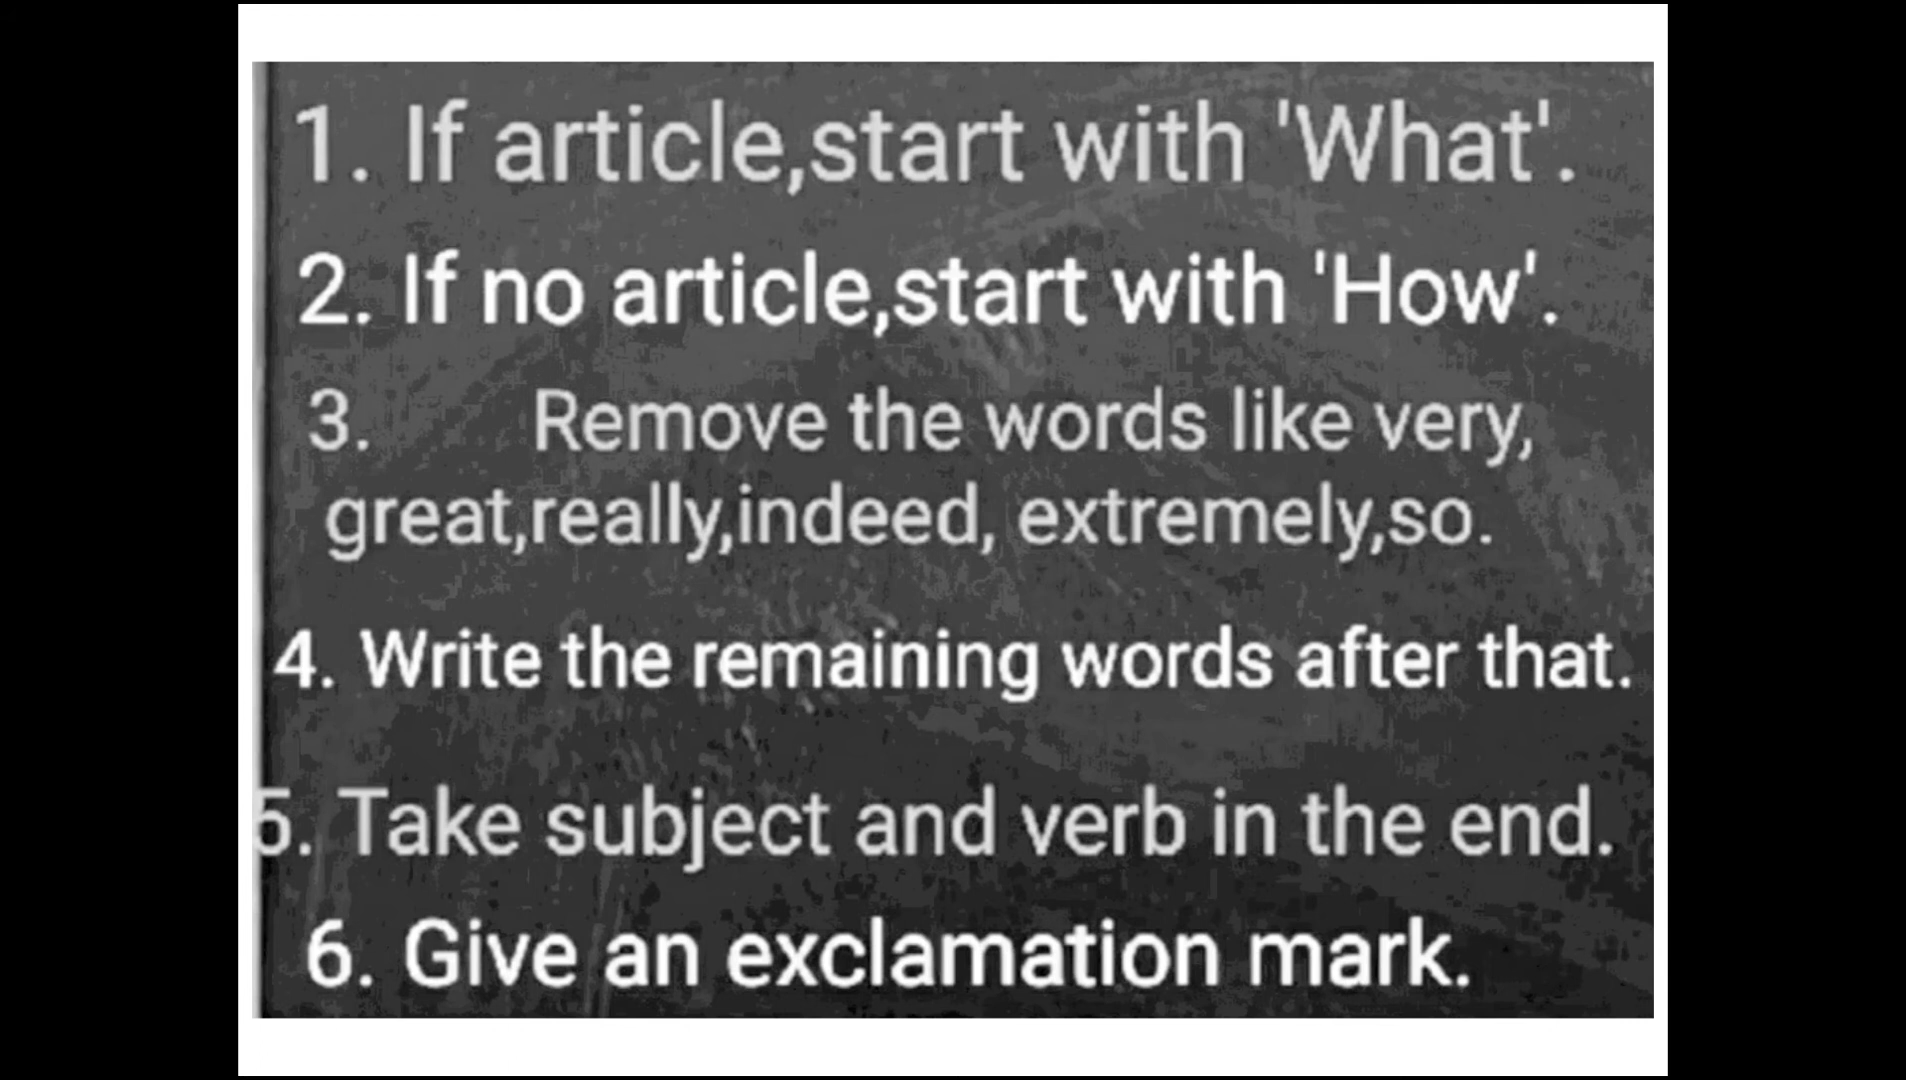 1. If article,start with 'What'.
2. If no article,start with 'How'.
3. Remove the words like very,
great,really,indeed, extremely,so.
4. Write the remaining words after that.
5. Take subject and verb in the end.
6. Give an exclamation mark.